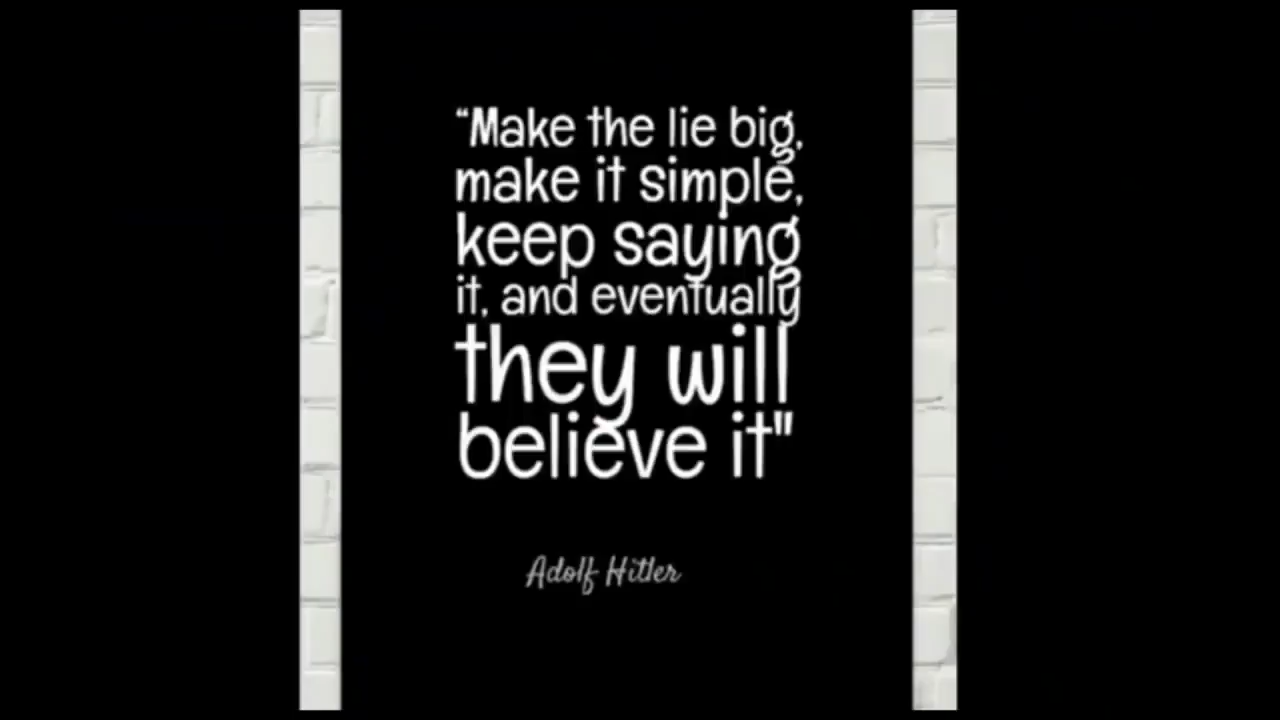 “Make the lie big,
make it simple,
keep saying
it, and eventually
they will
believe it"
Adolf Hitler